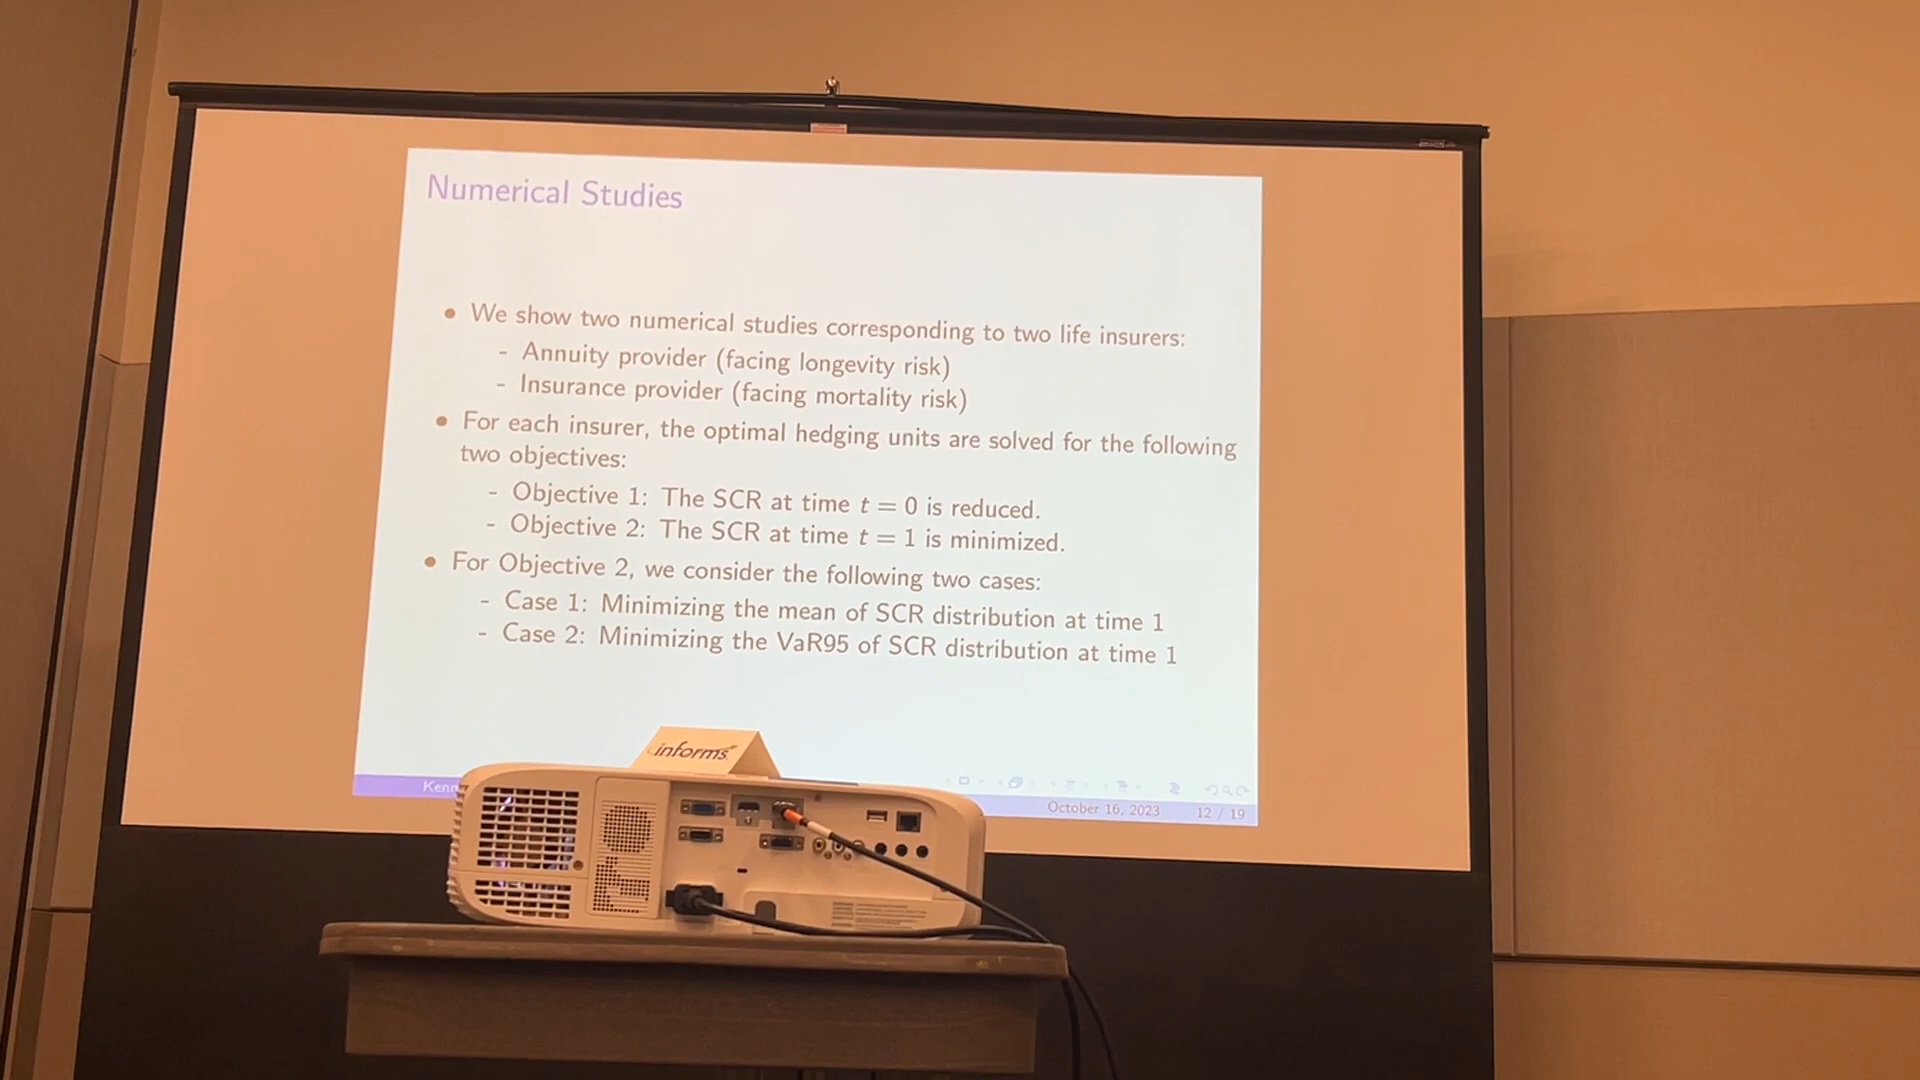 Numerical Studies
• We show two numerical studies corresponding to two life insurers:
- Annuity provider (facing longevity risk)
- Insurance provider (facing mortality risk)
• For each insurer, the optimal hedging units are solved for the following
two objectives:
- Objective 1: The SCR at time t = 0 is reduced.
- Objective 2: The SCR at time t = 1 is minimized.
• For Objective 2, we consider the following two cases:
- Case 1: Minimizing the mean of SCR distribution at time 1
- Case 2: Minimizing the VaR95 of SCR distribution at time 1
informs
October 16, 2023 12 / 19